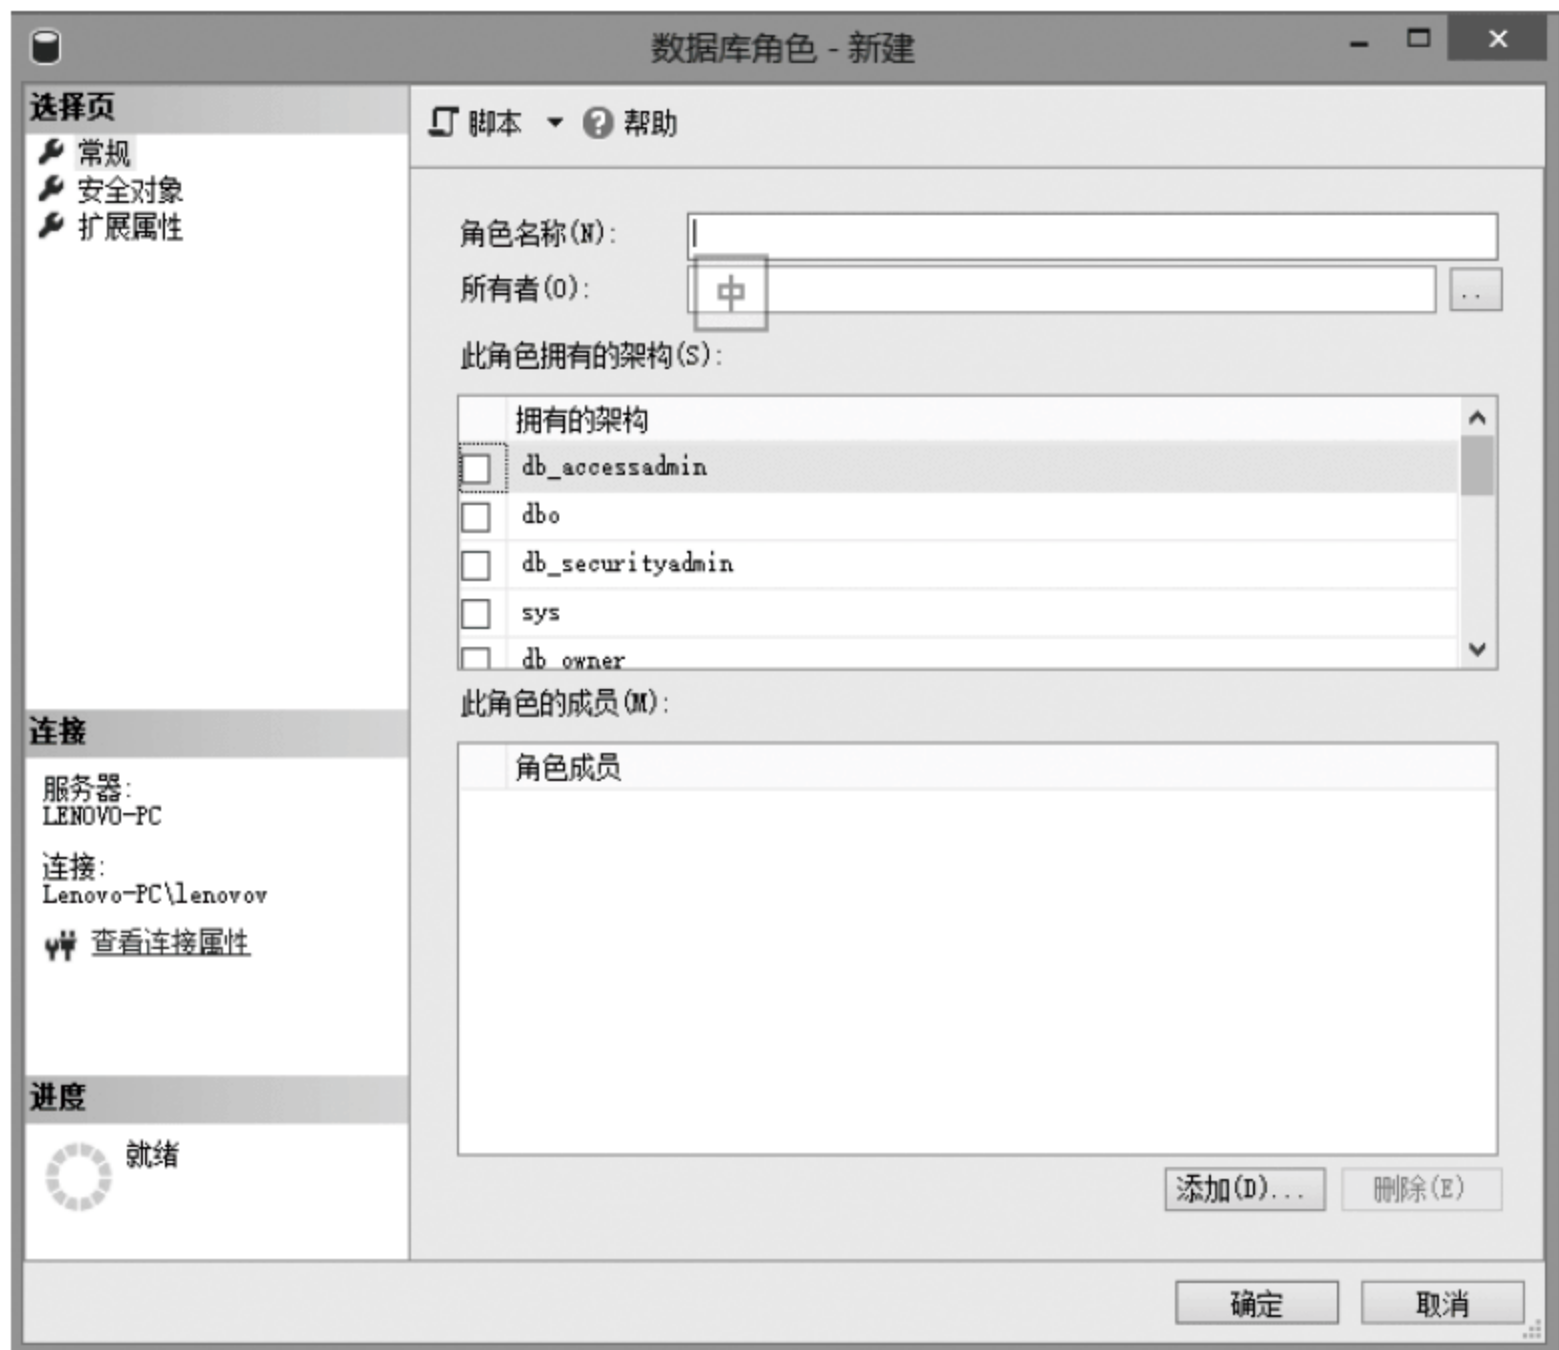 数据库角色 - 新建
选择页
常规
安全对象
扩展属性
脚本 帮助
角色名称(N):
所有者(O):
中
..
此角色拥有的架构(S):
拥有的架构
db_accessadmin
dbo
db_securityadmin
sys
db_owner
此角色的成员(M):
角色成员
连接
服务器:
LENOVO-PC
连接:
Lenovo-PC\lenovov
查看连接属性
进度
就绪
添加(D)... 删除(E)
确定 取消